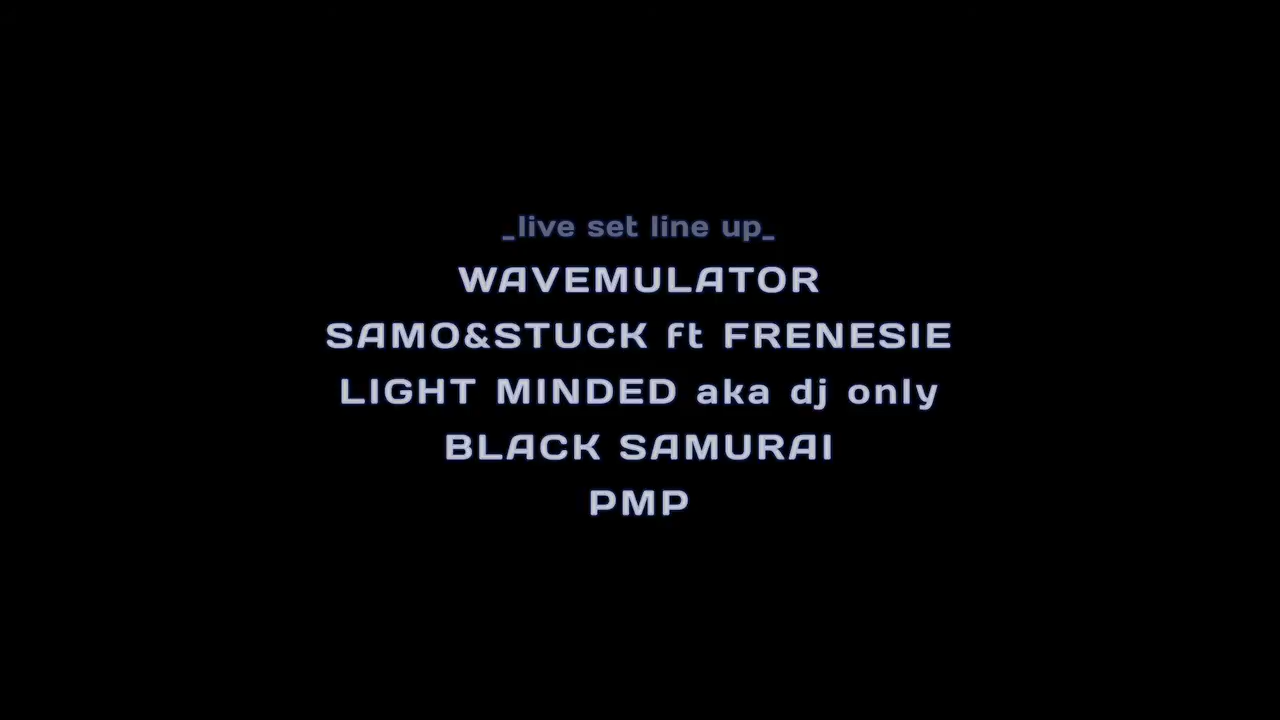 _live set line up_
WAVEMULATOR
SAMO&STUCK ft FRENESIE
LIGHT MINDED aka dj only
BLACK SAMURAI
PMP